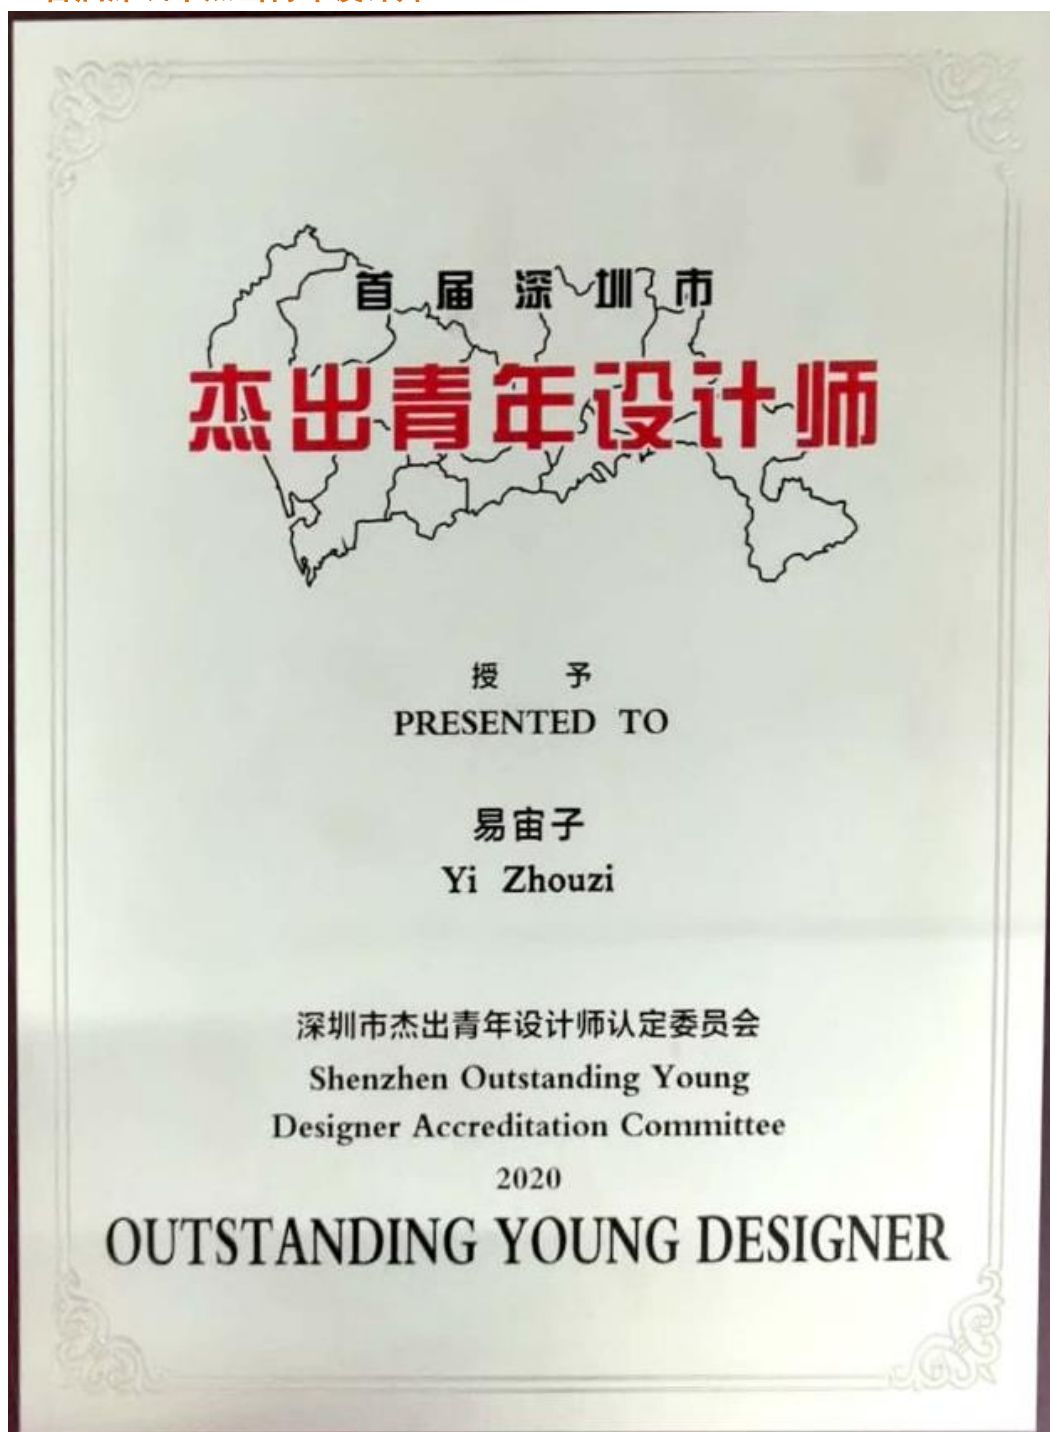 首届深圳市
杰出青年设计师
授 予
PRESENTED TO
易宙子
Yi Zhouzi
深圳市杰出青年设计师认定委员会
Shenzhen Outstanding Young
Designer Accreditation Committee
2020
OUTSTANDING YOUNG DESIGNER